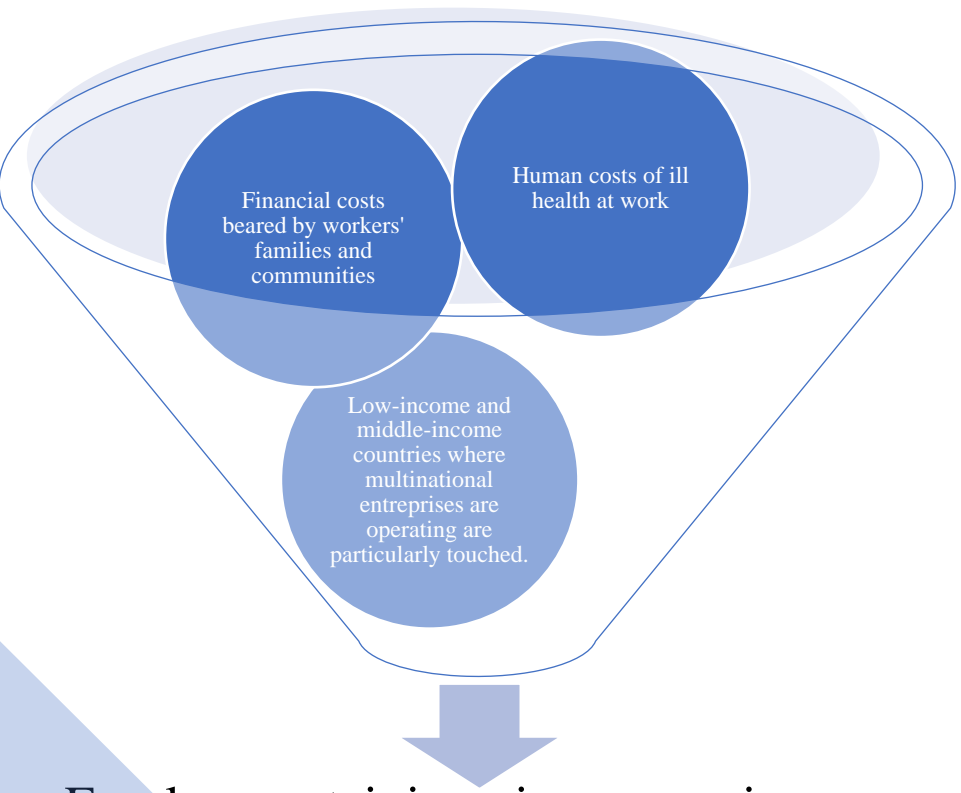 Financial costs
beared by workers'
families and
communities
Human costs of ill
health at work
Low-income and
middle-income
countries where
multinational
entreprises are
operating are
particularly touched.